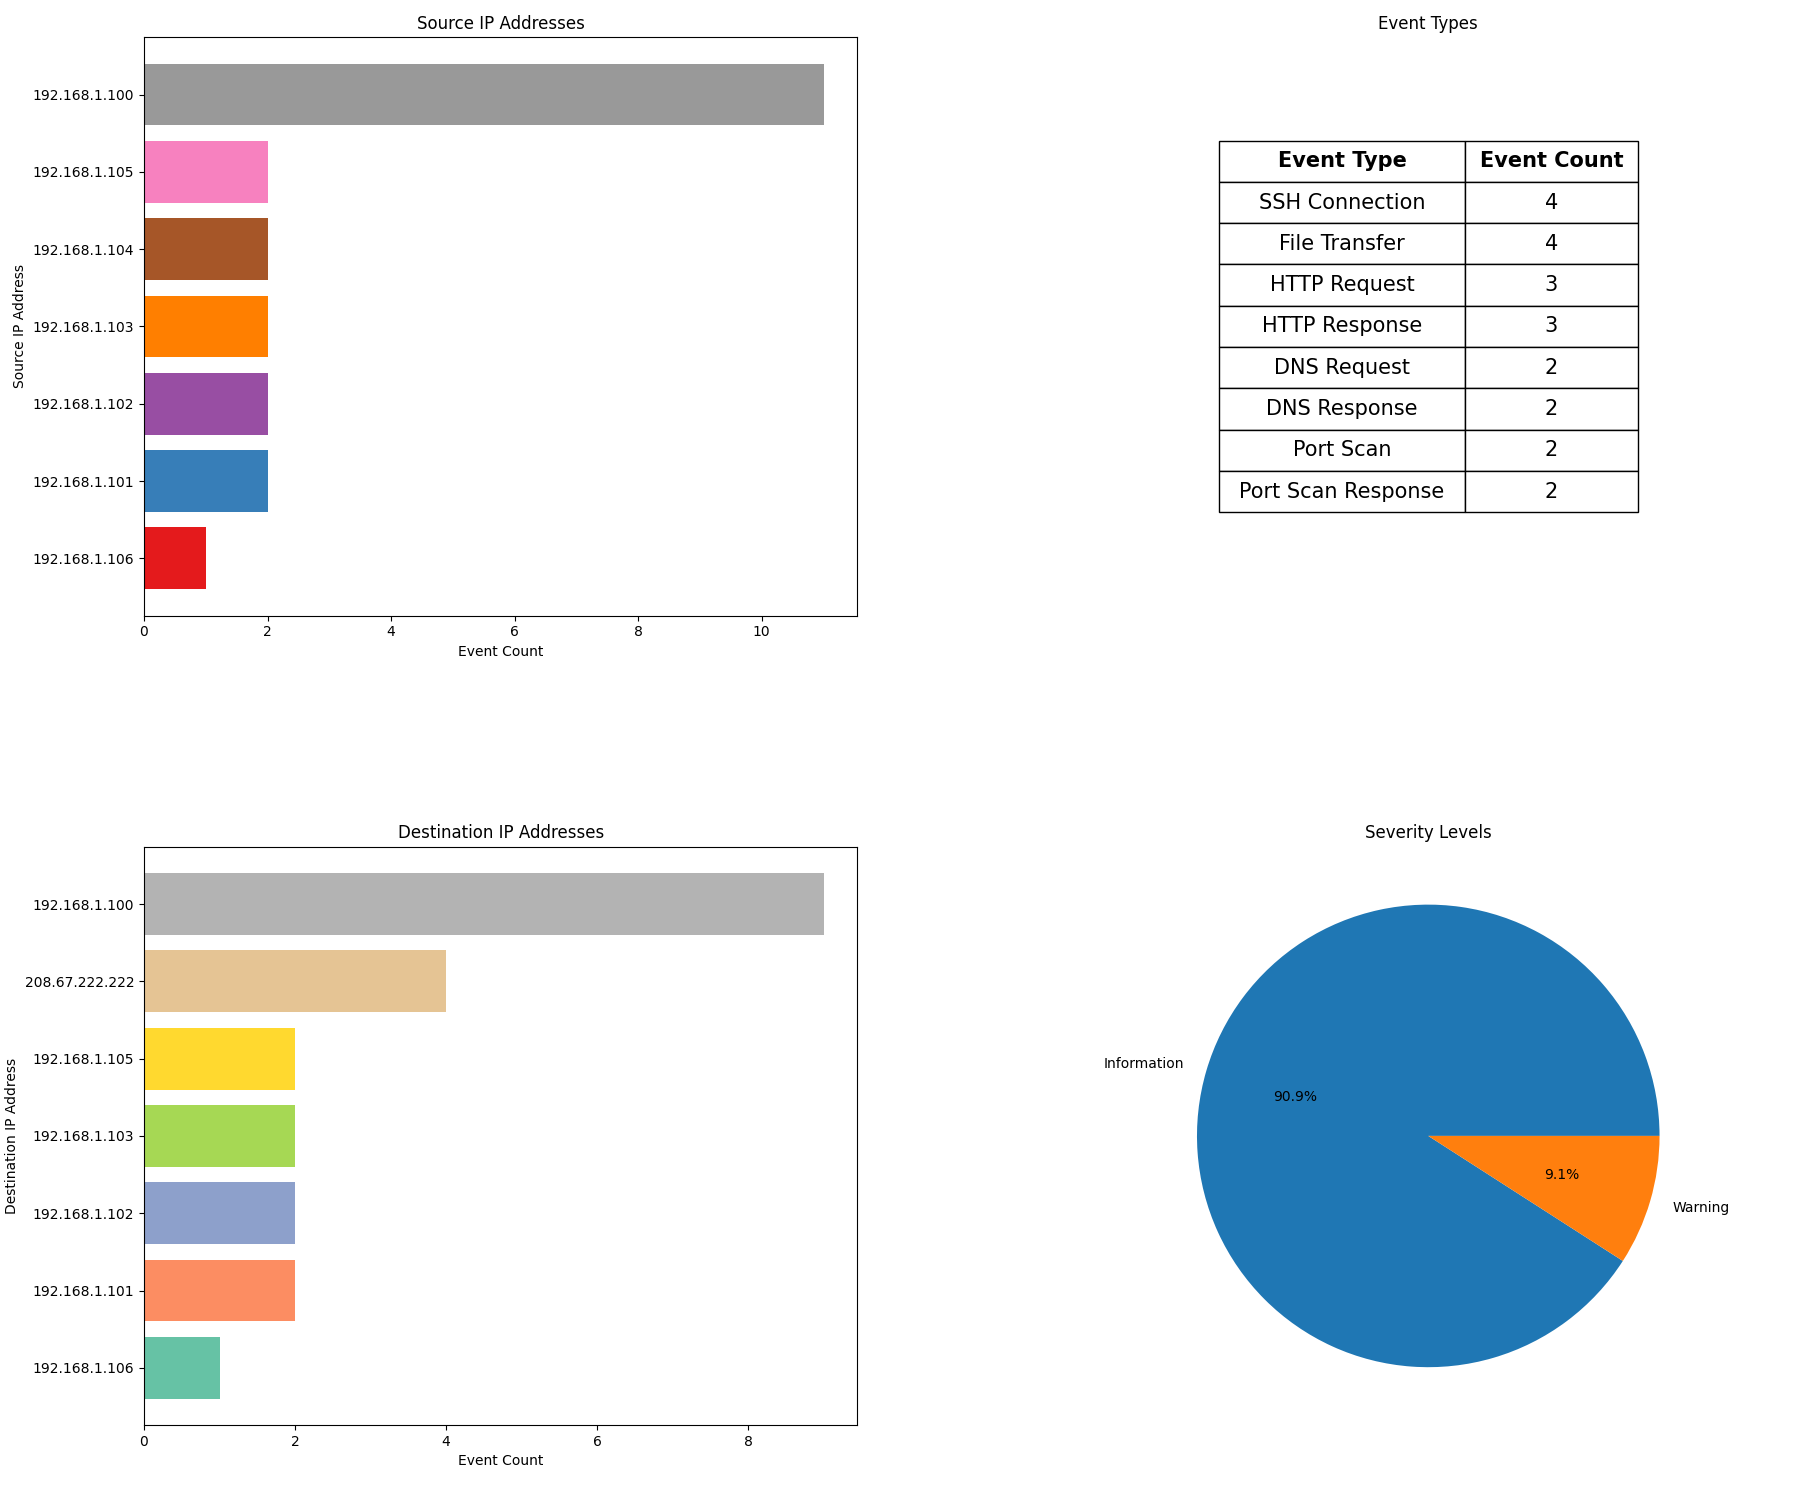 Source IP Addresses
Source IP Address
192.168.1.100
192.168.1.105
192.168.1.104
192.168.1.103
192.168.1.102
192.168.1.101
192.168.1.106
0 2 4 6 8 10
Event Count
Event Types
Event Type Event Count
SSH Connection 4
File Transfer 4
HTTP Request 3
HTTP Response 3
DNS Request 2
DNS Response 2
Port Scan 2
Port Scan Response 2
Destination IP Addresses
Destination IP Address
192.168.1.100
208.67.222.222
192.168.1.105
192.168.1.103
192.168.1.102
192.168.1.101
192.168.1.106
0 2 4 6 8
Event Count
Severity Levels
Information
90.9%
9.1%
Warning